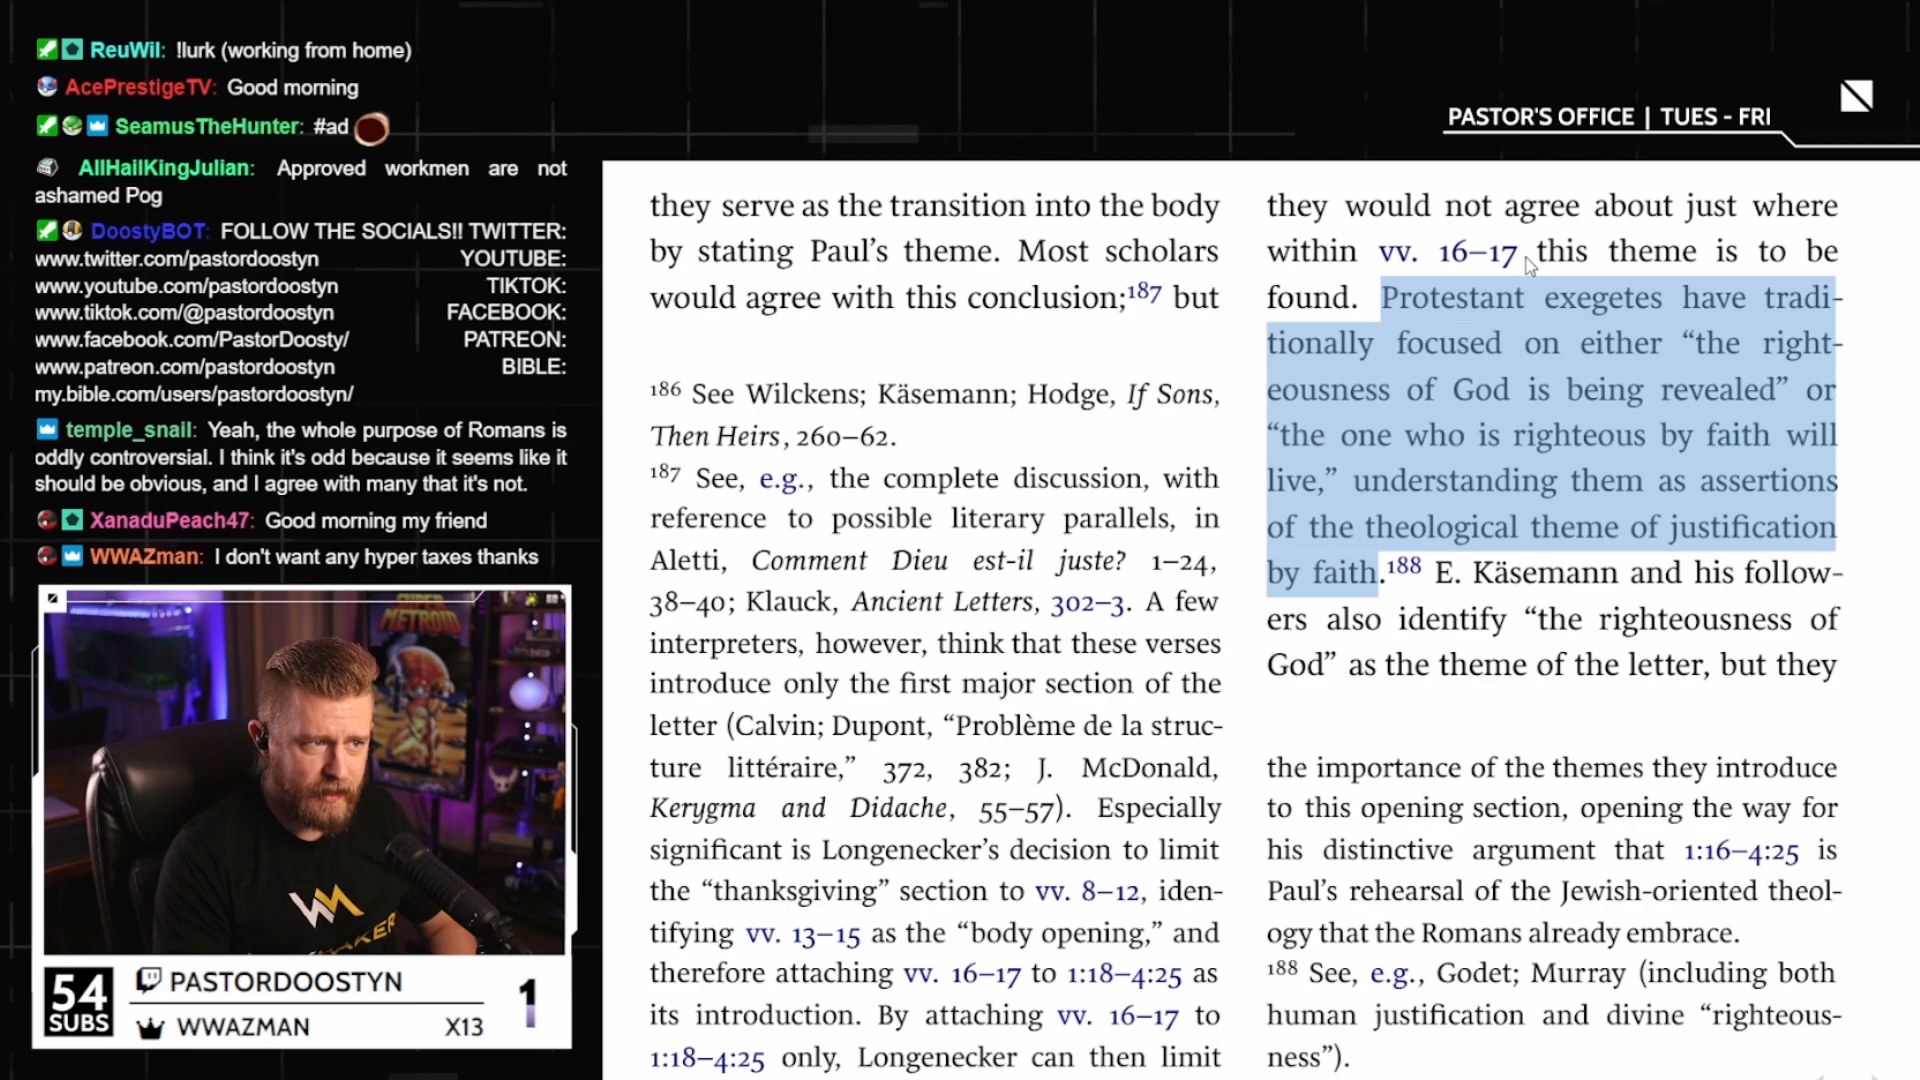 ReuWil: !lurk (working from home)
AcePrestigeTV: Good morning
SeamusTheHunter: #ad
AllHailKingJulian: Approved workmen are not
ashamed Pog
DoostyBOT: FOLLOW THE SOCIALS!! TWITTER:
www.twitter.com/pastordoostyn YOUTUBE:
www.youtube.com/pastordoostyn TIKTOK:
www.tiktok.com/@pastordoostyn FACEBOOK:
www.facebook.com/PastorDoosty/ PATREON:
www.patreon.com/pastordoostyn BIBLE:
my.bible.com/users/pastordoostyn/
temple_snail: Yeah, the whole purpose of Romans is
oddly controversial. I think it's odd because it seems like it
should be obvious, and I agree with many that it's not.
XanaduPeach47: Good morning my friend
WWAZman: I don't want any hyper taxes thanks
SUPER
METROID
54
SUBS
PASTORDOOSTYN
WWAZMAN X13
1
PASTOR'S OFFICE | TUES - FRI
they serve as the transition into the body
by stating Paul’s theme. Most scholars
would agree with this conclusion;187 but
186 See Wilckens; Käsemann; Hodge, If Sons,
Then Heirs, 260–62.
187 See, e.g., the complete discussion, with
reference to possible literary parallels, in
Aletti, Comment Dieu est-il juste? 1–24,
38–40; Klauck, Ancient Letters, 302–3. A few
interpreters, however, think that these verses
introduce only the first major section of the
letter (Calvin; Dupont, “Problème de la struc-
ture littéraire,” 372, 382; J. McDonald,
Kerygma and Didache, 55–57). Especially
significant is Longenecker’s decision to limit
the “thanksgiving” section to vv. 8–12, iden-
tifying vv. 13–15 as the “body opening,” and
therefore attaching vv. 16–17 to 1:18–4:25 as
its introduction. By attaching vv. 16–17 to
1:18–4:25 only, Longenecker can then limit
they would not agree about just where
within vv. 16–17 this theme is to be
found. Protestant exegetes have tradi-
tionally focused on either “the right-
eousness of God is being revealed” or
“the one who is righteous by faith will
live,” understanding them as assertions
of the theological theme of justification
by faith.188 E. Käsemann and his follow-
ers also identify “the righteousness of
God” as the theme of the letter, but they
the importance of the themes they introduce
to this opening section, opening the way for
his distinctive argument that 1:16–4:25 is
Paul’s rehearsal of the Jewish-oriented theol-
ogy that the Romans already embrace.
188 See, e.g., Godet; Murray (including both
human justification and divine “righteous-
ness”).